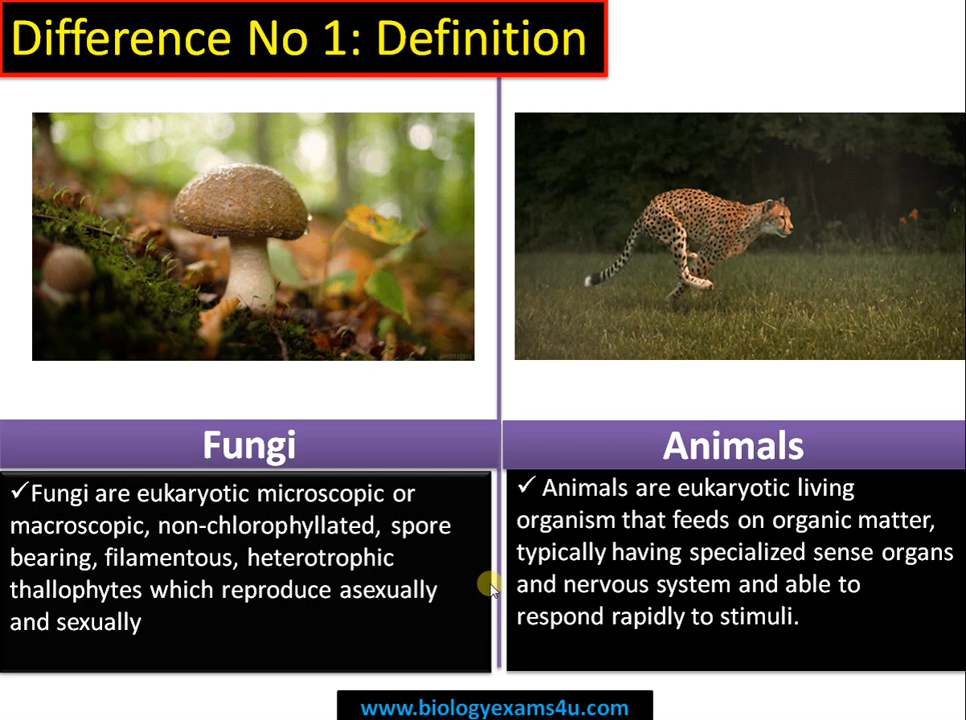 Difference No 1: Definition
Fungi
✓Fungi are eukaryotic microscopic or
macroscopic, non-chlorophyllated, spore
bearing, filamentous, heterotrophic
thallophytes which reproduce asexually
and sexually
Animals
✓ Animals are eukaryotic living
organism that feeds on organic matter,
typically having specialized sense organs
and nervous system and able to
respond rapidly to stimuli.
www.biologyexams4u.com